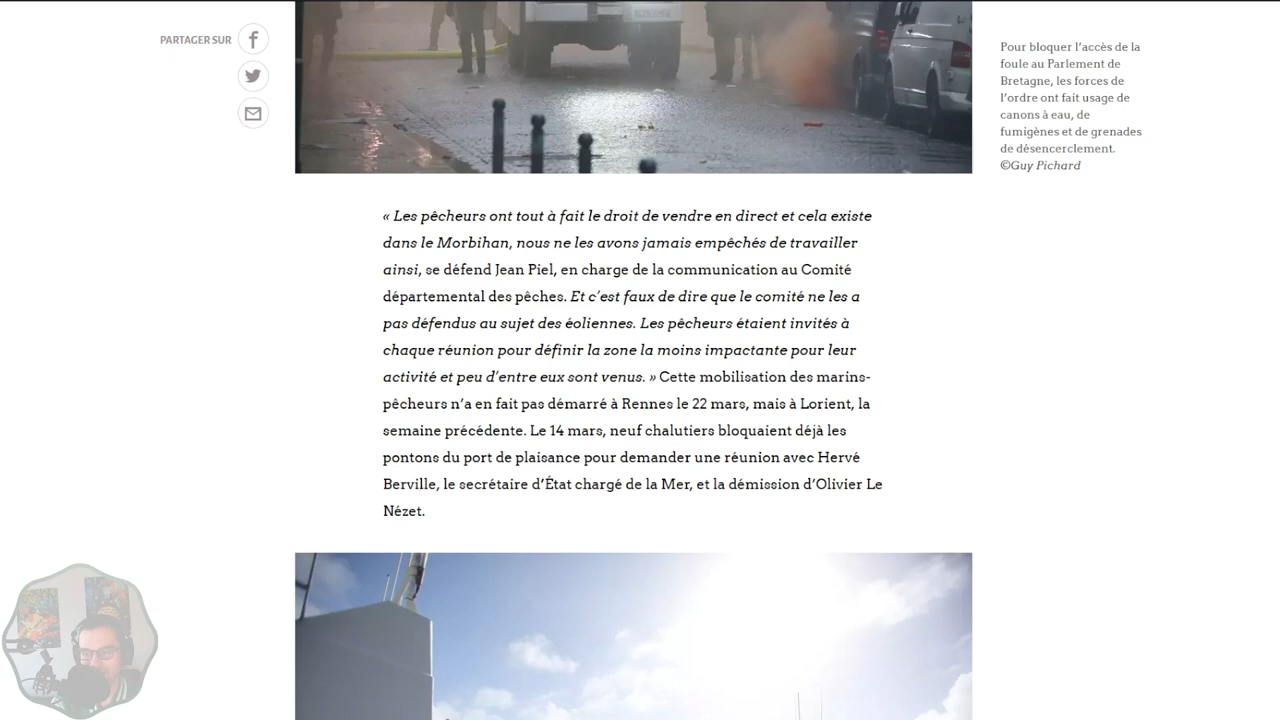 PARTAGER SUR
Pour bloquer l’accès de la
foule au Parlement de
Bretagne, les forces de
l’ordre ont fait usage de
canons à eau, de
fumigènes et de grenades
de désencerclement.
©Guy Pichard
« Les pêcheurs ont tout à fait le droit de vendre en direct et cela existe
dans le Morbihan, nous ne les avons jamais empêchés de travailler
ainsi, se défend Jean Piel, en charge de la communication au Comité
départemental des pêches. Et c’est faux de dire que le comité ne les a
pas défendus au sujet des éoliennes. Les pêcheurs étaient invités à
chaque réunion pour définir la zone la moins impactante pour leur
activité et peu d’entre eux sont venus. » Cette mobilisation des marins-
pêcheurs n’a en fait pas démarré à Rennes le 22 mars, mais à Lorient, la
semaine précédente. Le 14 mars, neuf chalutiers bloquaient déjà les
pontons du port de plaisance pour demander une réunion avec Hervé
Berville, le secrétaire d’État chargé de la Mer, et la démission d’Olivier Le
Nézet.